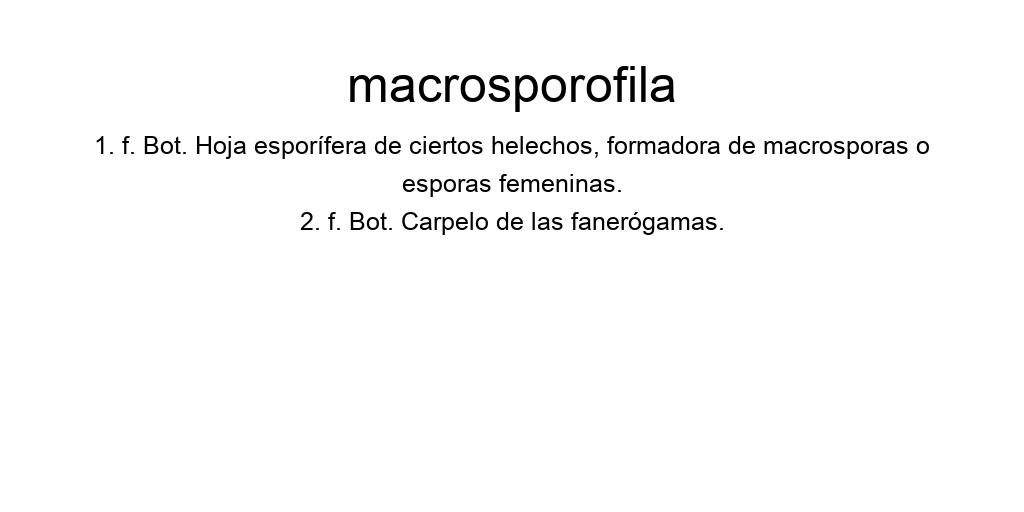 macrosporofila
1. f. Bot. Hoja esporífera de ciertos helechos, formadora de macrosporas o
esporas femeninas.
2. f. Bot. Carpelo de las fanerógamas.